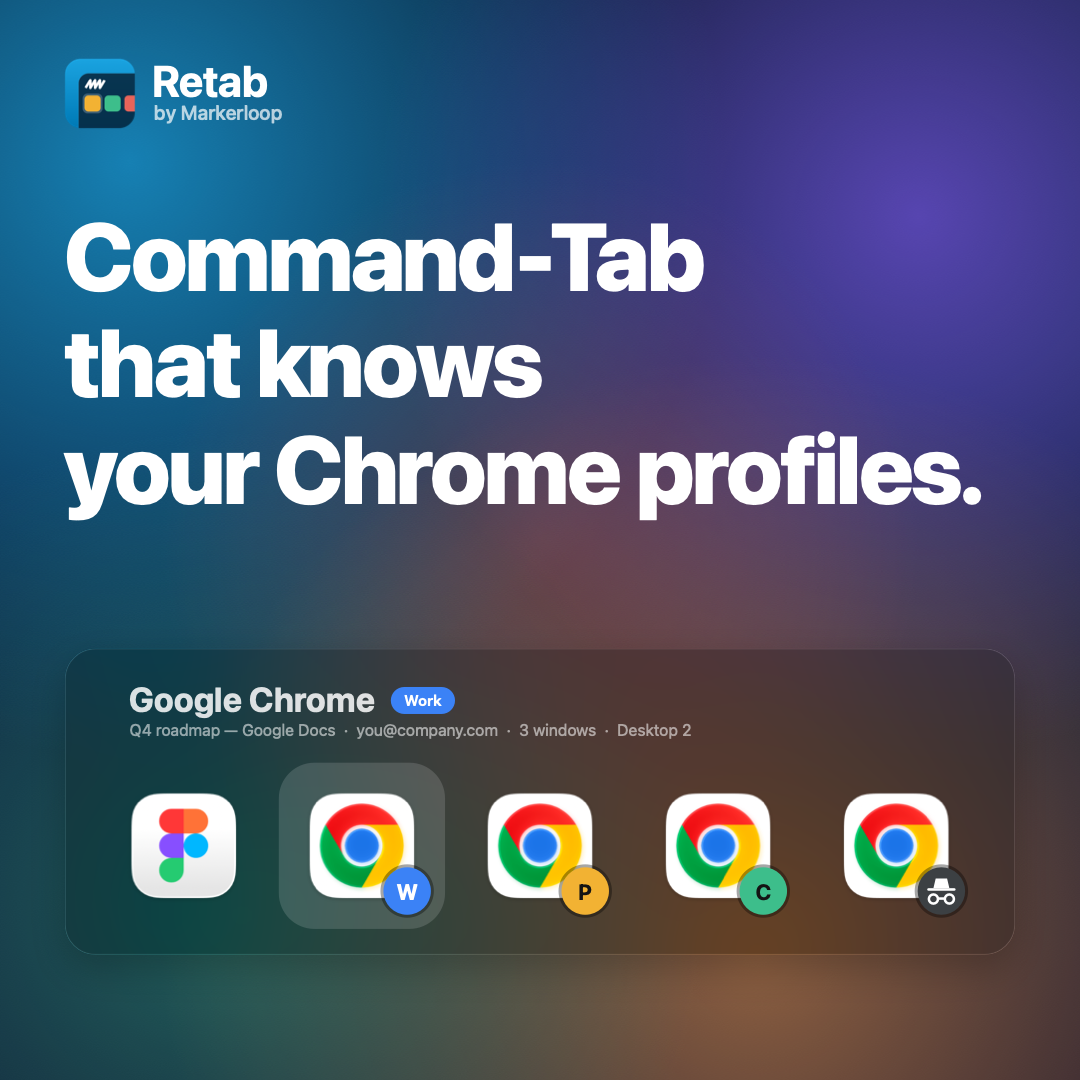 Retab
by Markerloop
Command-Tab
that knows
your Chrome profiles.
Google Chrome Work
Q4 roadmap — Google Docs · you@company.com · 3 windows · Desktop 2
W P C